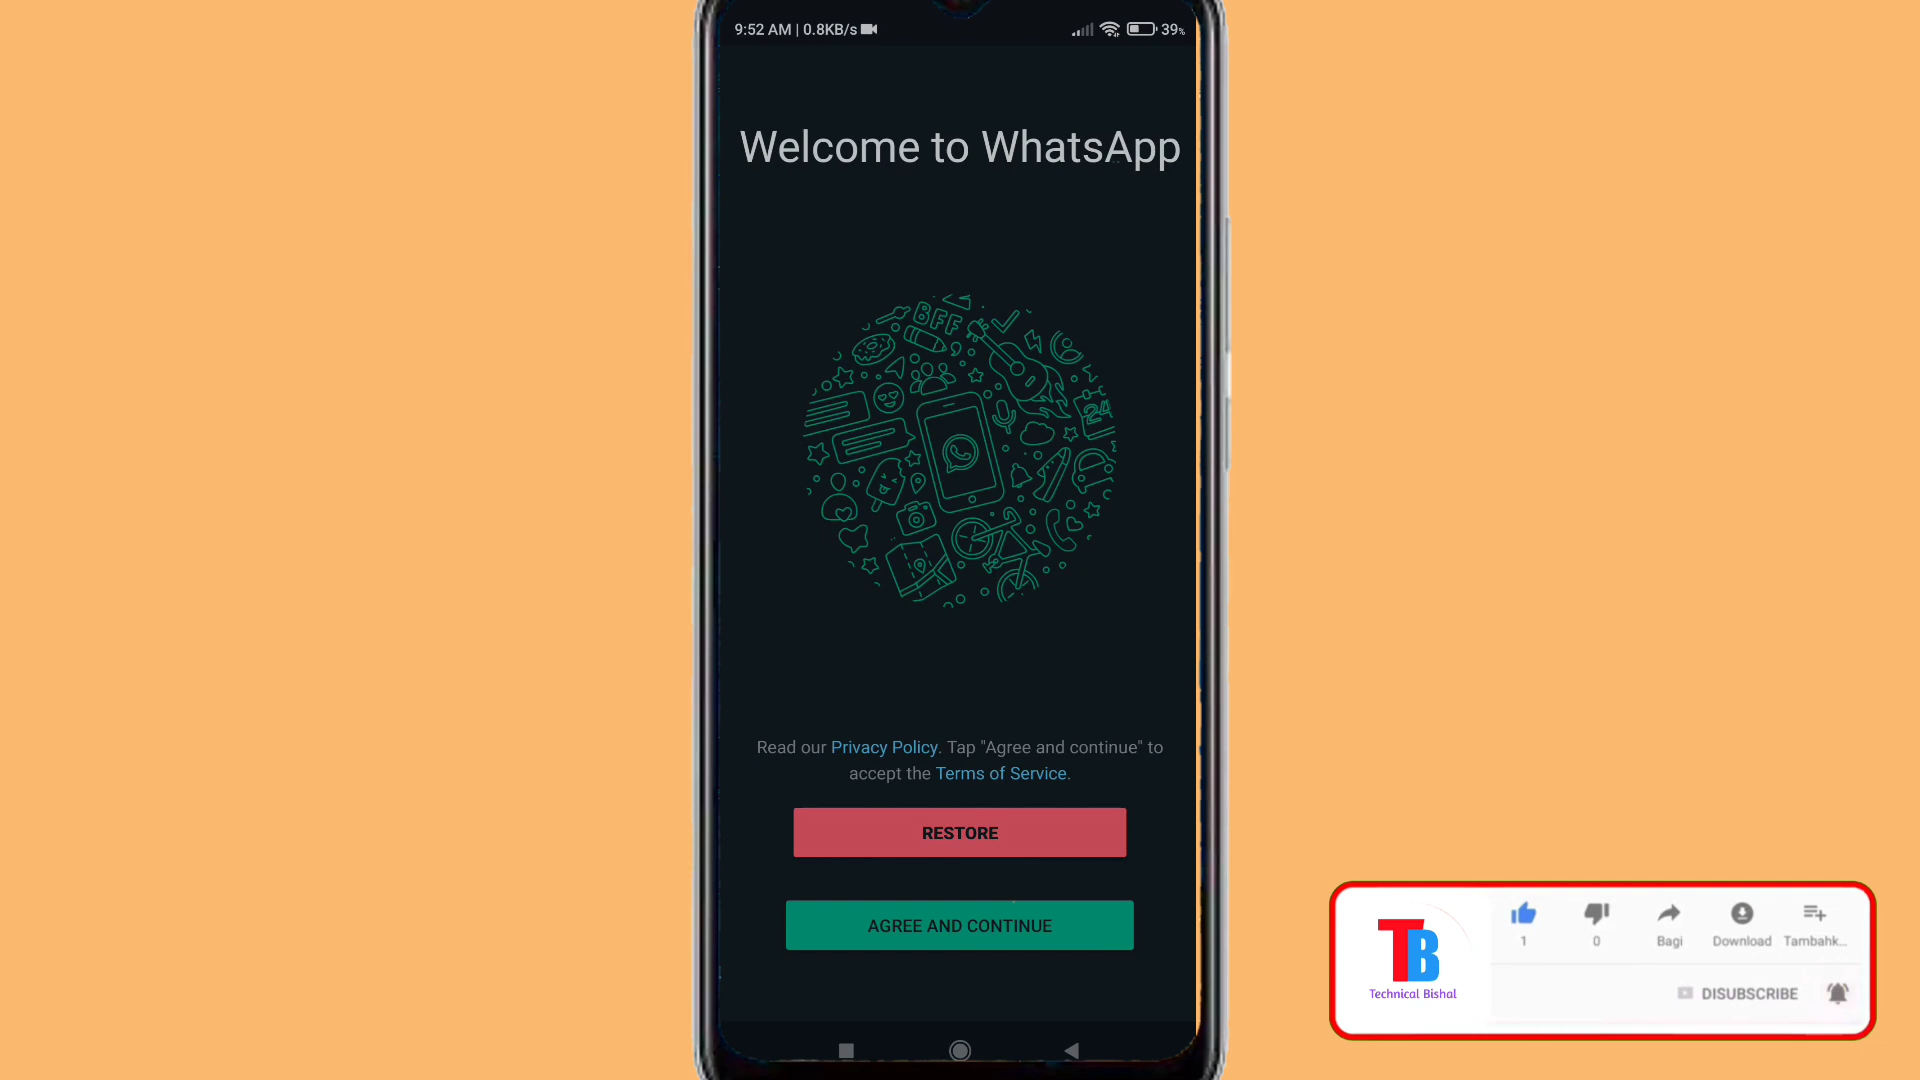 9:52 AM | 0.8KB/s
39%
Welcome to WhatsApp
BFF
24
Read our Privacy Policy. Tap "Agree and continue" to
accept the Terms of Service.
RESTORE
AGREE AND CONTINUE
TB
Technical Bishal
1
0
Bagi
Download
Tambahk...
DISUBSCRIBE